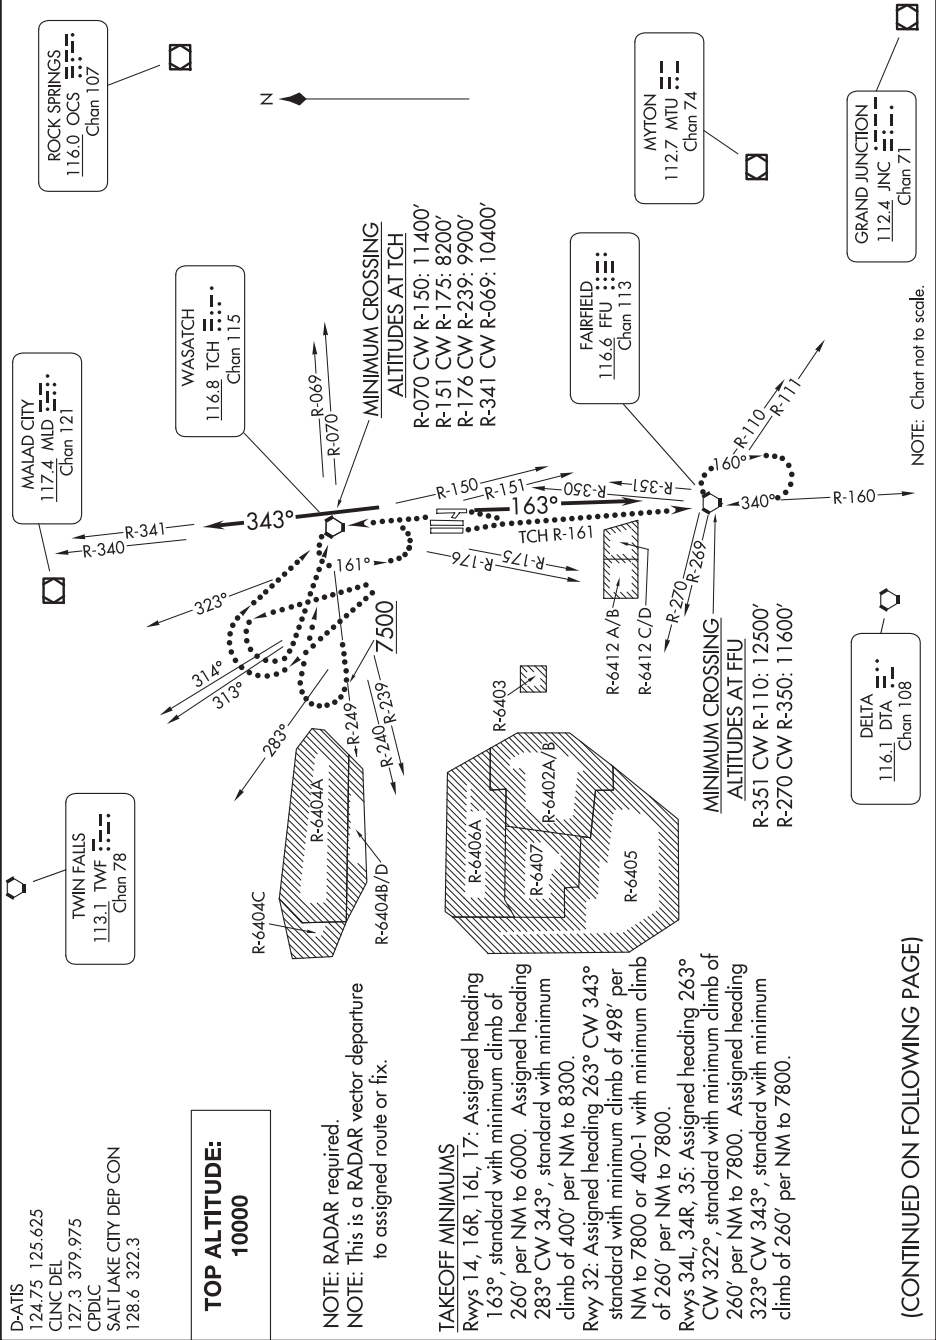 D-ATIS
124.75 125.625
CLNC DEL
127.3 379.975
CPDLC
SALT LAKE CITY DEP CON
128.6 322.3
TOP ALTITUDE:
10000
NOTE: RADAR required.
NOTE: This is a RADAR vector departure
to assigned route or fix.
TAKEOFF MINIMUMS
Rwys 14, 16R, 16L, 17: Assigned heading
163°, standard with minimum climb of
260' per NM to 6000. Assigned heading
283° CW 343°, standard with minimum
climb of 400' per NM to 8300.
Rwy 32: Assigned heading 263° CW 343°
standard with minimum climb of 498' per
NM to 7800 or 400-1 with minimum climb
of 260' per NM to 7800.
Rwys 34L, 34R, 35: Assigned heading 263°
CW 322°, standard with minimum climb of
260' per NM to 7800. Assigned heading
323° CW 343°, standard with minimum
climb of 260' per NM to 7800.
(CONTINUED ON FOLLOWING PAGE)
TWIN FALLS
113.1 TWF
Chan 78
MALAD CITY
117.4 MLD
Chan 121
WASATCH
116.8 TCH
Chan 115
ROCK SPRINGS
116.0 OCS
Chan 107
N
R-341
R-340
343°
323°
314°
313°
283°
161°
R-069
R-070
R-249
7500
R-239
R-240
MINIMUM CROSSING
ALTITUDES AT TCH
R-070 CW R-150: 11400'
R-151 CW R-175: 8200'
R-176 CW R-239: 9900'
R-341 CW R-069: 10400'
R-150
R-151
163°
R-350
R-351
TCH R-161
R-176
R-175
R-6404A
R-6404C
R-6404B/D
R-6406A
R-6402A/B
R-6407
R-6405
R-6403
R-6412 A/B
R-6412 C/D
FAIRFIELD
116.6 FFU
Chan 113
MYTON
112.7 MTU
Chan 74
GRAND JUNCTION
112.4 JNC
Chan 71
160°
340°
R-110
R-111
R-160
R-269
R-270
MINIMUM CROSSING
ALTITUDES AT FFU
R-351 CW R-110: 12500'
R-270 CW R-350: 11600'
DELTA
116.1 DTA
Chan 108
NOTE: Chart not to scale.